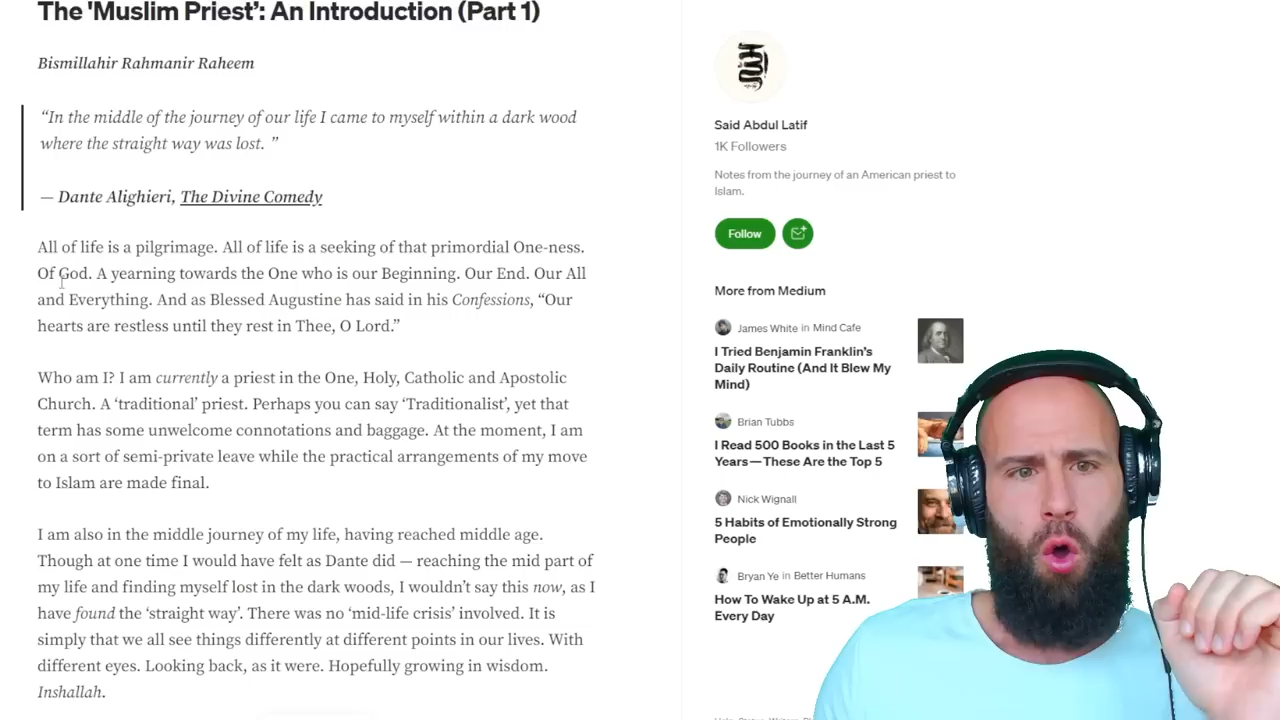 The 'Muslim Priest’: An Introduction (Part 1)
Bismillahir Rahmanir Raheem
“In the middle of the journey of our life I came to myself within a dark wood
where the straight way was lost. ”
— Dante Alighieri, The Divine Comedy
All of life is a pilgrimage. All of life is a seeking of that primordial One-ness.
Of God. A yearning towards the One who is our Beginning. Our End. Our All
and Everything. And as Blessed Augustine has said in his Confessions, “Our
hearts are restless until they rest in Thee, O Lord.”
Who am I? I am currently a priest in the One, Holy, Catholic and Apostolic
Church. A ‘traditional’ priest. Perhaps you can say ‘Traditionalist’, yet that
term has some unwelcome connotations and baggage. At the moment, I am
on a sort of semi-private leave while the practical arrangements of my move
to Islam are made final.
I am also in the middle journey of my life, having reached middle age.
Though at one time I would have felt as Dante did — reaching the mid part of
my life and finding myself lost in the dark woods, I wouldn’t say this now, as I
have found the ‘straight way’. There was no ‘mid-life crisis’ involved. It is
simply that we all see things differently at different points in our lives. With
different eyes. Looking back, as it were. Hopefully growing in wisdom.
Inshallah.
Said Abdul Latif
1K Followers
Notes from the journey of an American priest to
Islam.
Follow
More from Medium
James White in Mind Cafe
I Tried Benjamin Franklin’s
Daily Routine (And It Blew My
Mind)
Brian Tubbs
I Read 500 Books in the Last 5
Years—These Are the Top 5
Nick Wignall
5 Habits of Emotionally Strong
People
Bryan Ye in Better Humans
How To Wake Up at 5 A.M.
Every Day